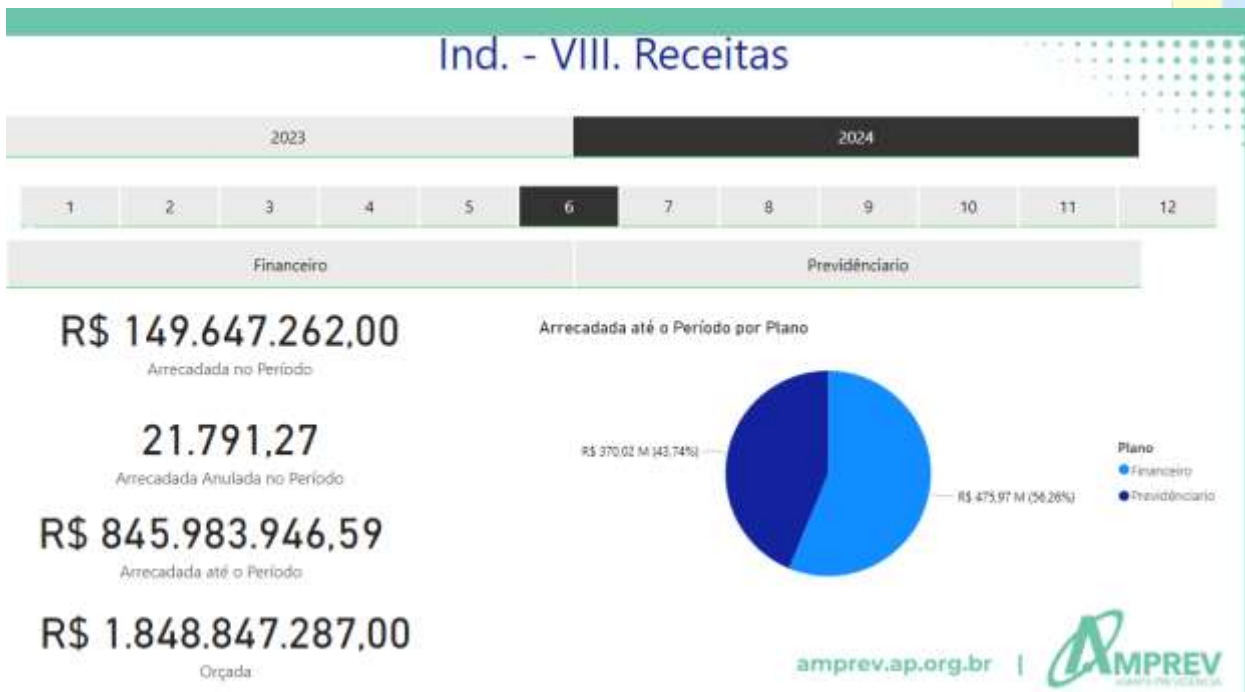 Ind. - VIII. Receitas
2023
2024
1 2 3 4 5 6 7 8 9 10 11 12
Financeiro
Previdênciario
R$ 149.647.262,00
Arrecadada no Período
21.791,27
Arrecadada Anulada no Período
R$ 845.983.946,59
Arrecadada até o Período
R$ 1.848.847.287,00
Orçada
Arrecadada até o Período por Plano
R$ 370,02 M (43,74%)
R$ 475,97 M (56,26%)
Plano
Financeiro
Previdênciario
amprev.ap.org.br |
AMPREV